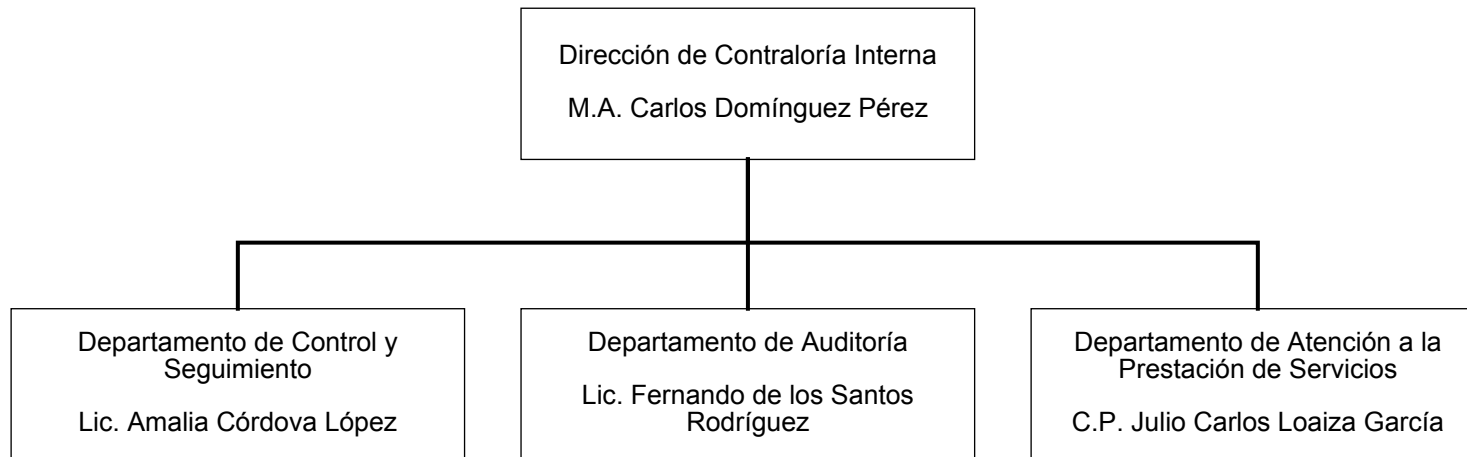 Dirección de Contraloría Interna
M.A. Carlos Domínguez Pérez
Departamento de Control y
Seguimiento
Lic. Amalia Córdova López
Departamento de Auditoría
Lic. Fernando de los Santos
Rodríguez
Departamento de Atención a la
Prestación de Servicios
C.P. Julio Carlos Loaiza García